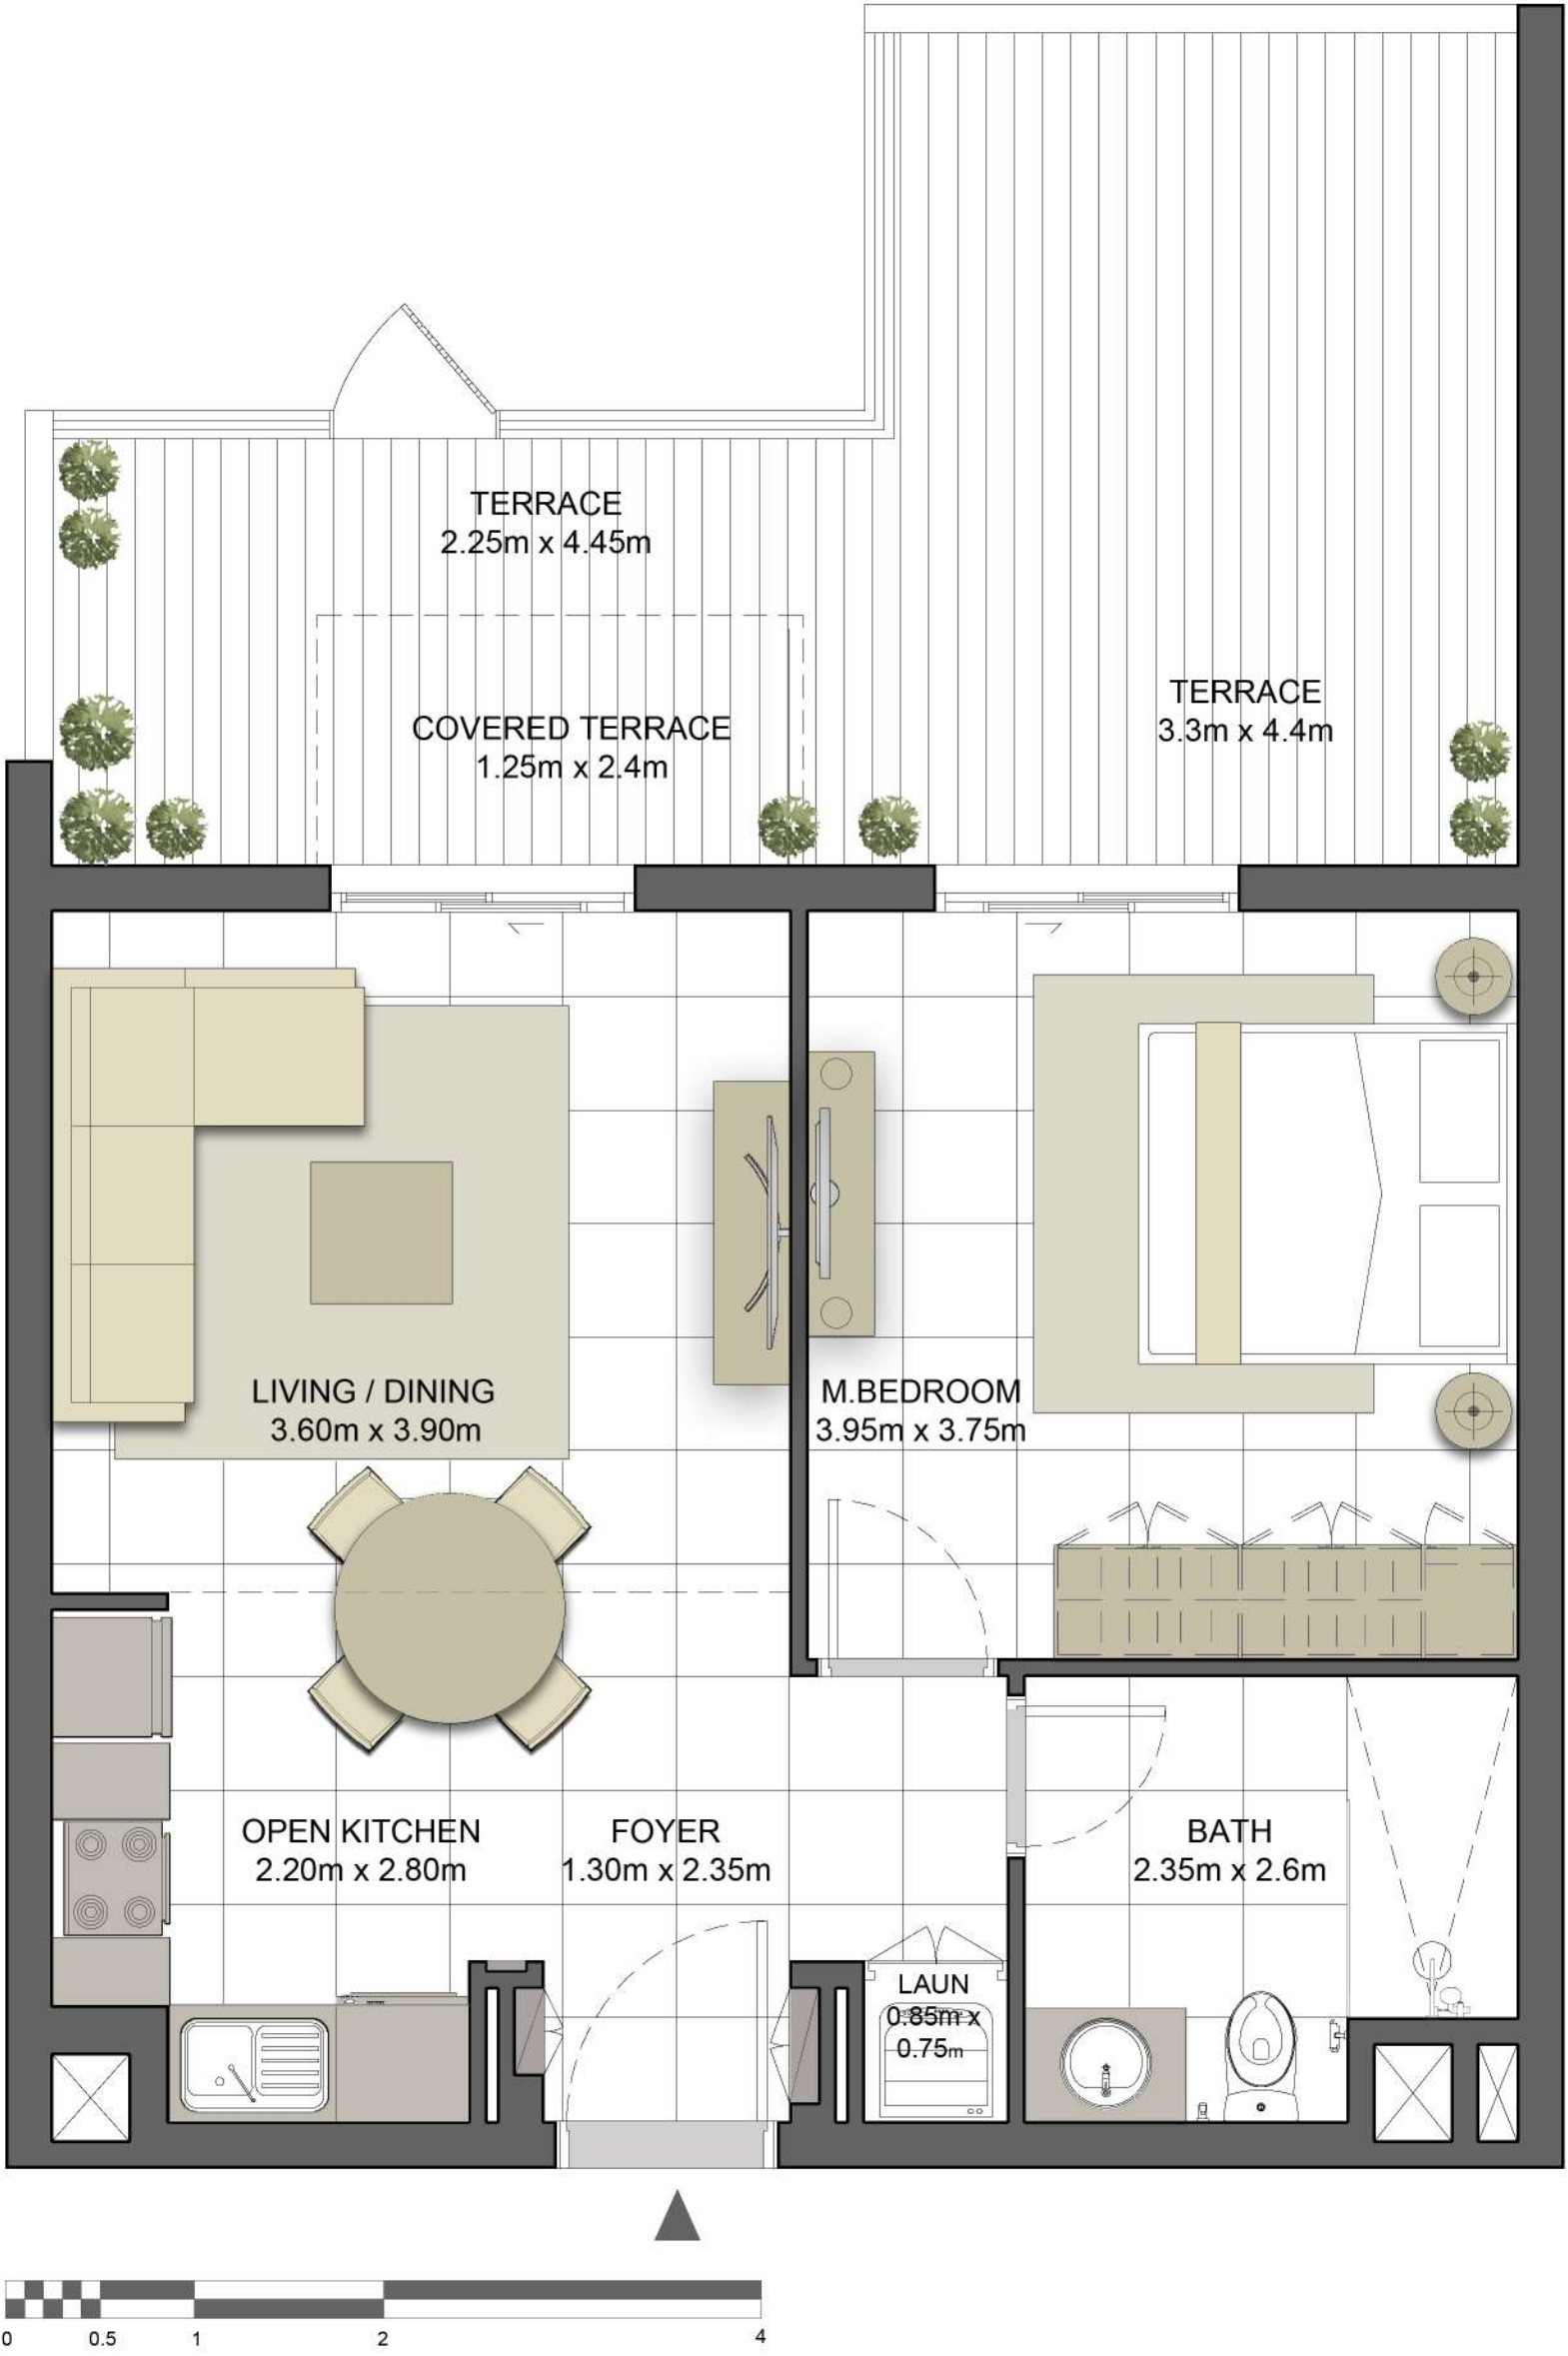 TERRACE
2.25m x 4.45m
TERRACE
3.3m x 4.4m
COVERED TERRACE
1.25m x 2.4m
LIVING / DINING
3.60m x 3.90m
M.BEDROOM
3.95m x 3.75m
OPEN KITCHEN
2.20m x 2.80m
FOYER
1.30m x 2.35m
BATH
2.35m x 2.6m
LAUN
0.85m x
0.75m
0 0.5 1 2 4